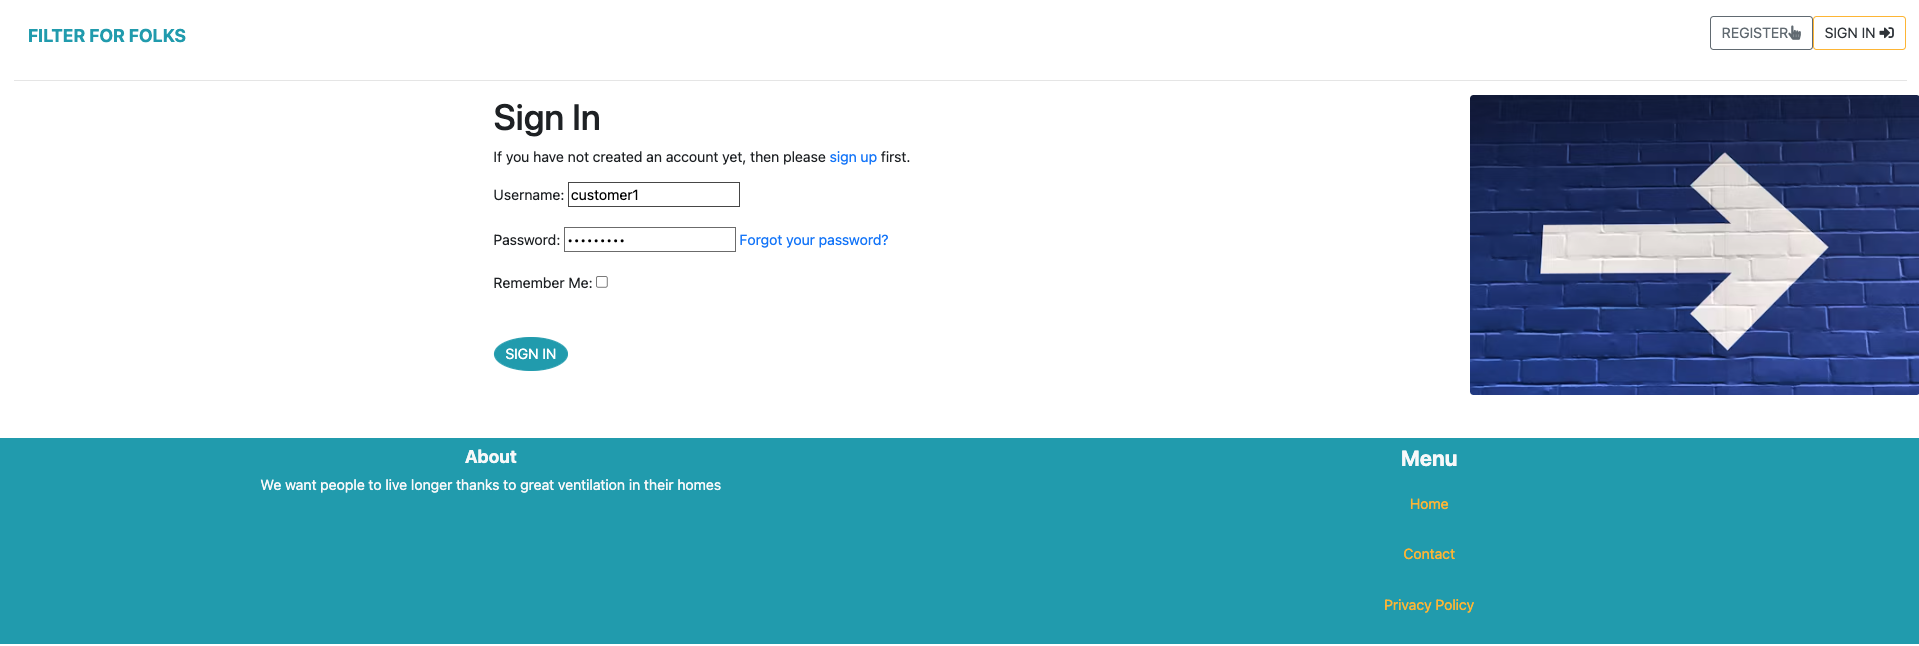 FILTER FOR FOLKS
REGISTER
SIGN IN
Sign In
If you have not created an account yet, then please sign up first.
Username: customer1
Password: ••••••••• Forgot your password?
Remember Me:
SIGN IN
About
We want people to live longer thanks to great ventilation in their homes
Menu
Home
Contact
Privacy Policy